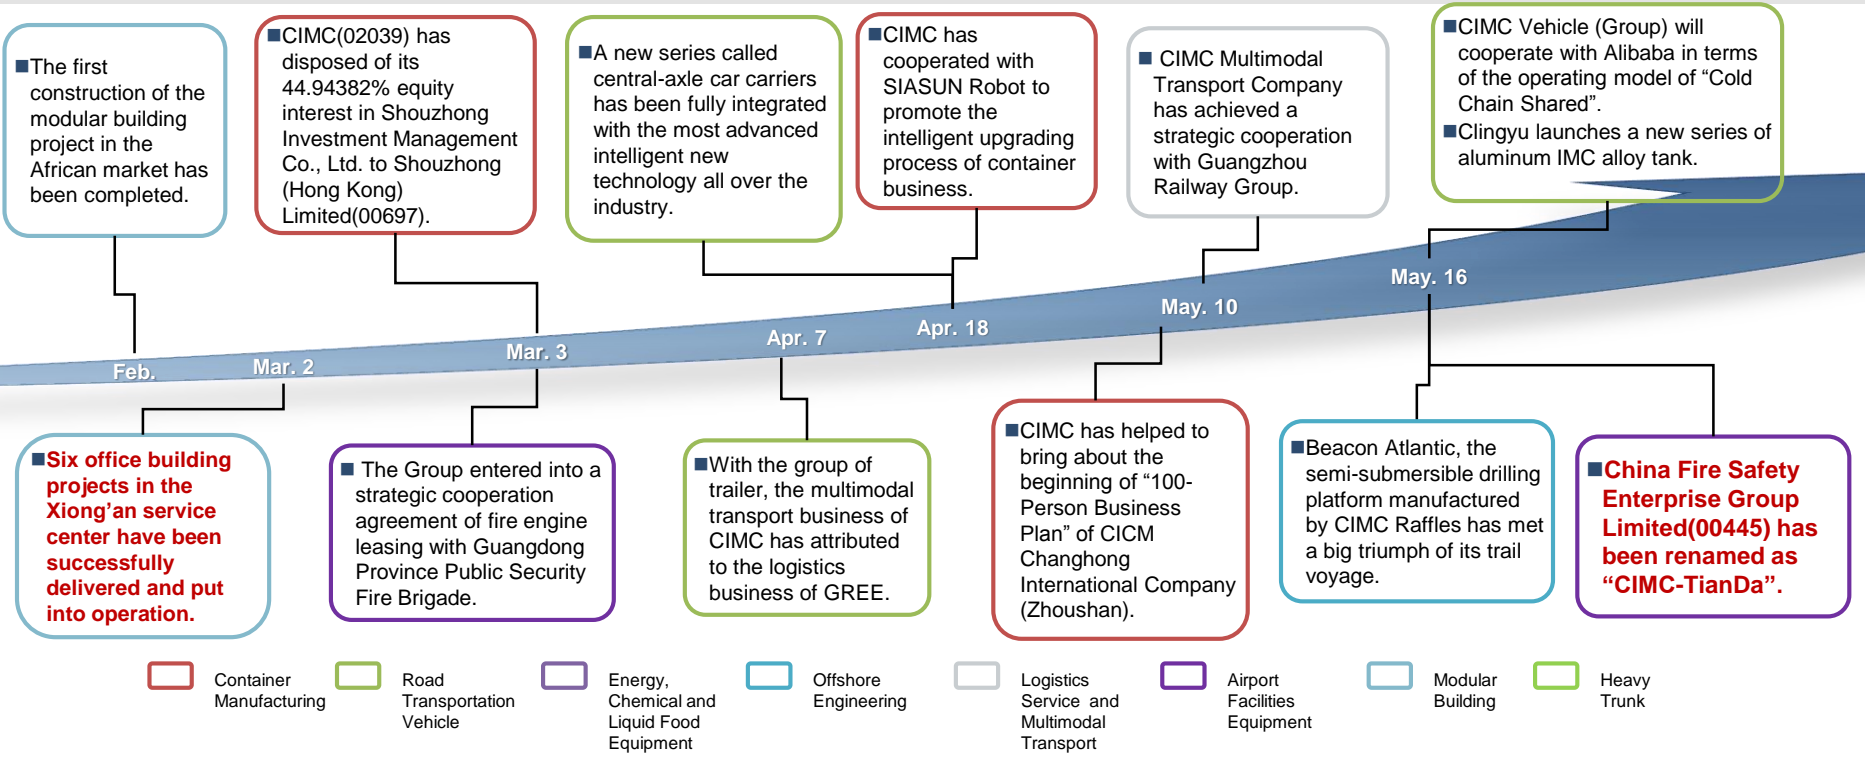 ■The first
construction of the
modular building
project in the
African market has
been completed.
■CIMC(02039) has
disposed of its
44.94382% equity
interest in Shouzhong
Investment Management
Co., Ltd. to Shouzhong
(Hong Kong)
Limited(00697).
■A new series called
central-axle car carriers
has been fully integrated
with the most advanced
intelligent new
technology all over the
industry.
■CIMC has
cooperated with
SIASUN Robot to
promote the
intelligent upgrading
process of container
business.
■ CIMC Multimodal
Transport Company
has achieved a
strategic cooperation
with Guangzhou
Railway Group.
■CIMC Vehicle (Group) will
cooperate with Alibaba in terms
of the operating model of “Cold
Chain Shared”.
■Clingyu launches a new series of
aluminum IMC alloy tank.
Feb.
Mar. 2
Mar. 3
Apr. 7
Apr. 18
May. 10
May. 16
■Six office building
projects in the
Xiong’an service
center have been
successfully
delivered and put
into operation.
■ The Group entered into a
strategic cooperation
agreement of fire engine
leasing with Guangdong
Province Public Security
Fire Brigade.
■With the group of
trailer, the multimodal
transport business of
CIMC has attributed
to the logistics
business of GREE.
■CIMC has helped to
bring about the
beginning of “100-
Person Business
Plan” of CICM
Changhong
International Company
(Zhoushan).
■Beacon Atlantic, the
semi-submersible drilling
platform manufactured
by CIMC Raffles has met
a big triumph of its trail
voyage.
■China Fire Safety
Enterprise Group
Limited(00445) has
been renamed as
“CIMC-TianDa”.
Container
Manufacturing
Road
Transportation
Vehicle
Energy,
Chemical and
Liquid Food
Equipment
Offshore
Engineering
Logistics
Service and
Multimodal
Transport
Airport
Facilities
Equipment
Modular
Building
Heavy
Trunk